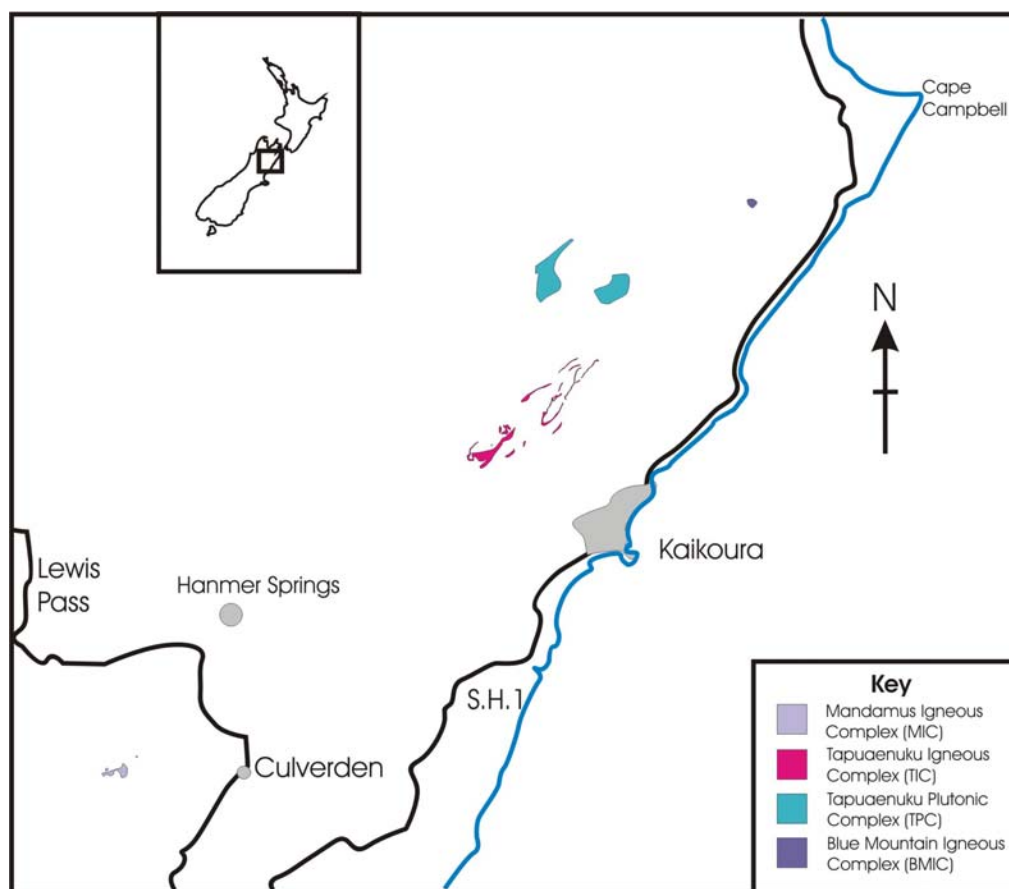 Cape
Campbell
N
Kaikoura
Lewis
Pass
Hanmer Springs
S.H.1
Culverden
Key
Mandamus Igneous
Complex (MIC)
Tapuaenuku Igneous
Complex (TIC)
Tapuaenuku Plutonic
Complex (TPC)
Blue Mountain Igneous
Complex (BMIC)